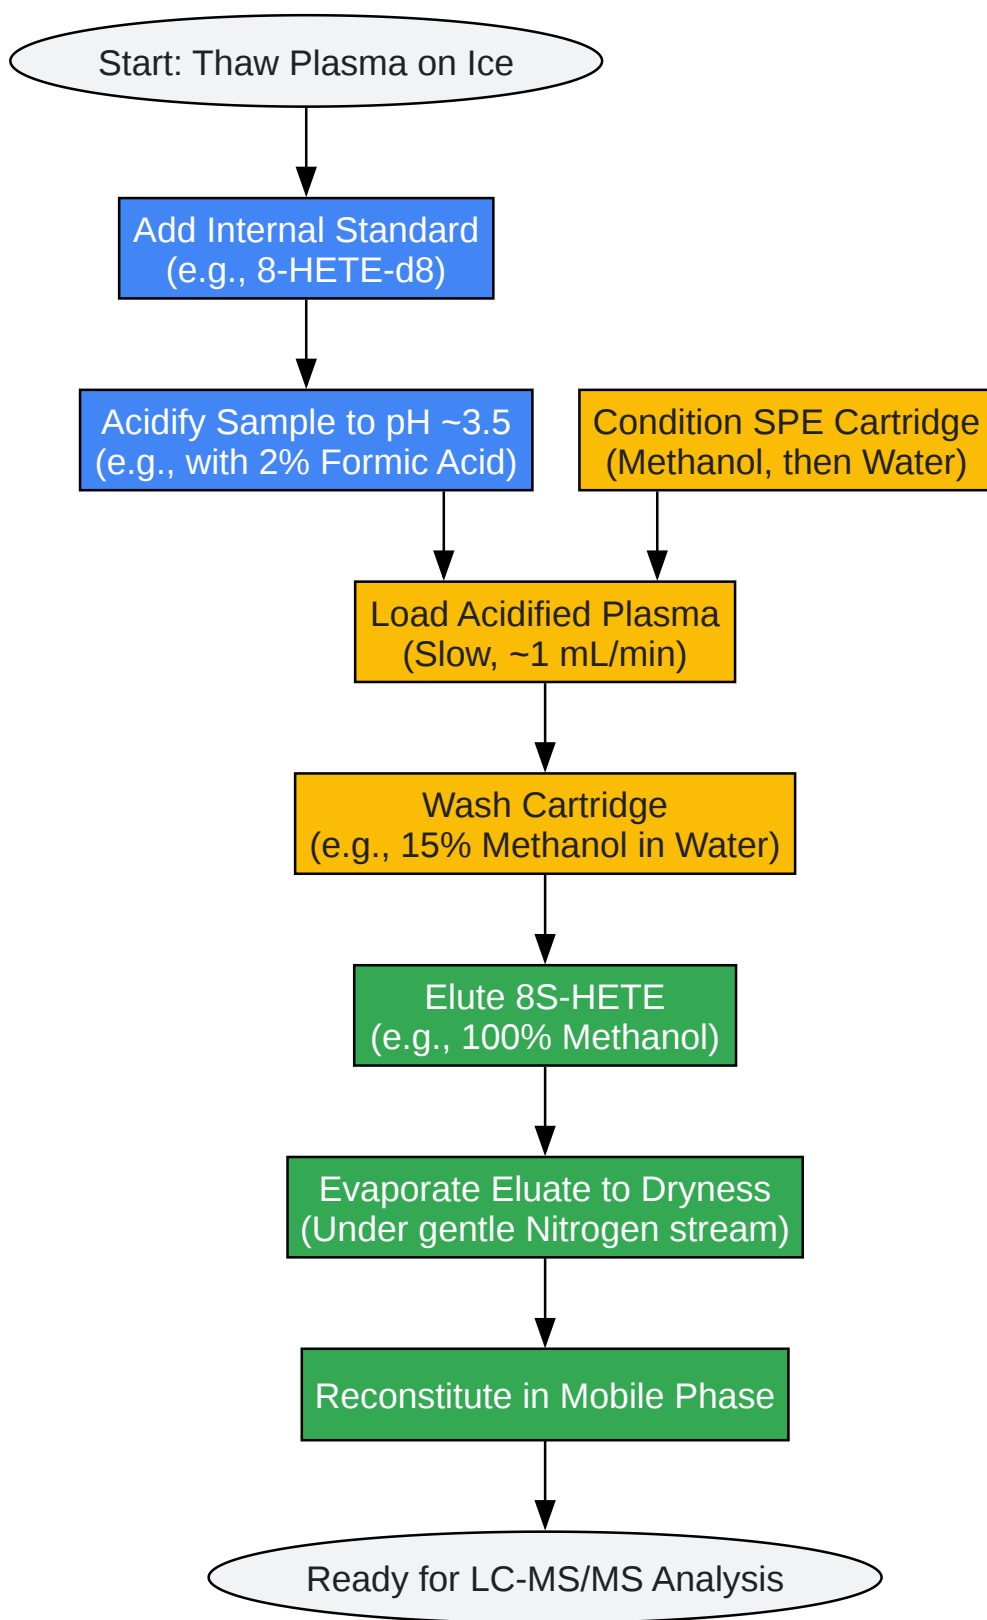 Start: Thaw Plasma on Ice
Add Internal Standard
(e.g., 8-HETE-d8)
Acidify Sample to pH ~3.5
(e.g., with 2% Formic Acid)
Condition SPE Cartridge
(Methanol, then Water)
Load Acidified Plasma
(Slow, ~1 mL/min)
Wash Cartridge
(e.g., 15% Methanol in Water)
Elute 8S-HETE
(e.g., 100% Methanol)
Evaporate Eluate to Dryness
(Under gentle Nitrogen stream)
Reconstitute in Mobile Phase
Ready for LC-MS/MS Analysis